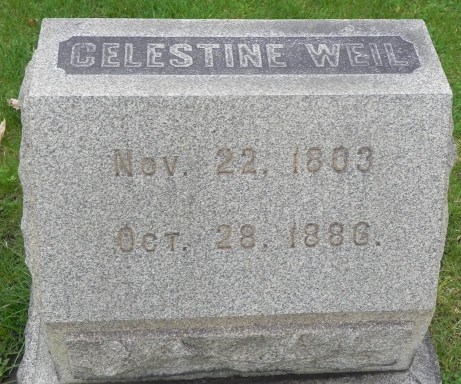 CELESTINE WEIL
Nov. 22, 1803
Oct. 28, 1886.